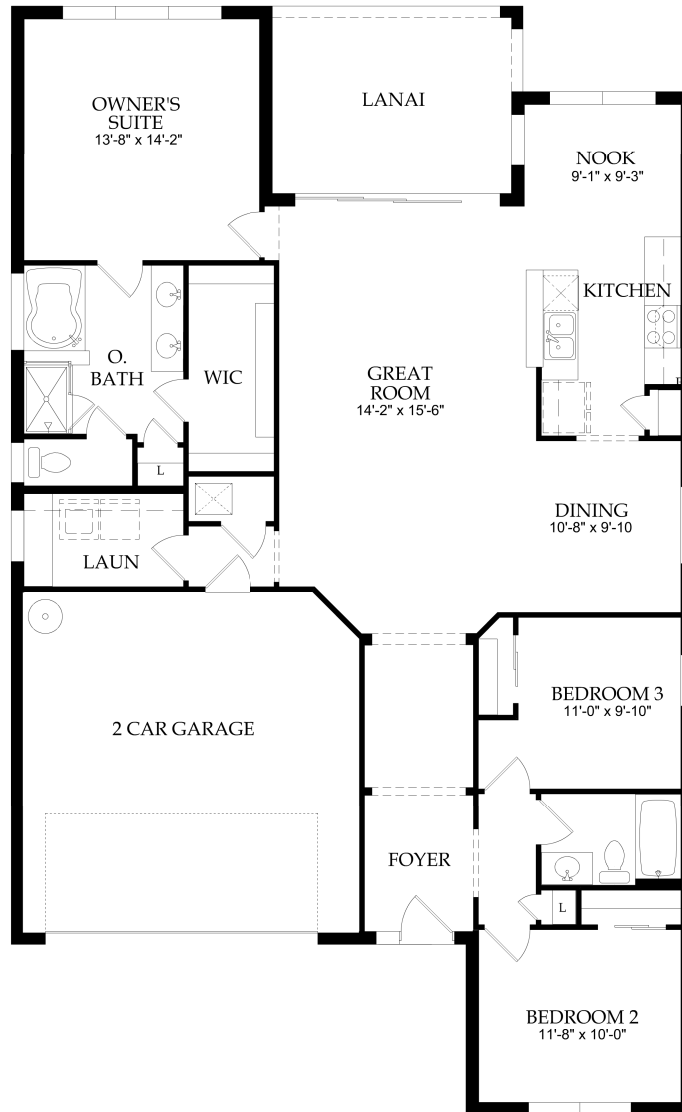 OWNER'S
SUITE
13'-8" x 14'-2"
LANAI
NOOK
9'-1" x 9'-3"
KITCHEN
O.
BATH
WIC
GREAT
ROOM
14'-2" x 15'-6"
L
DINING
10'-8" x 9'-10
LAUN
BEDROOM 3
11'-0" x 9'-10"
2 CAR GARAGE
FOYER
L
BEDROOM 2
11'-8" x 10'-0"